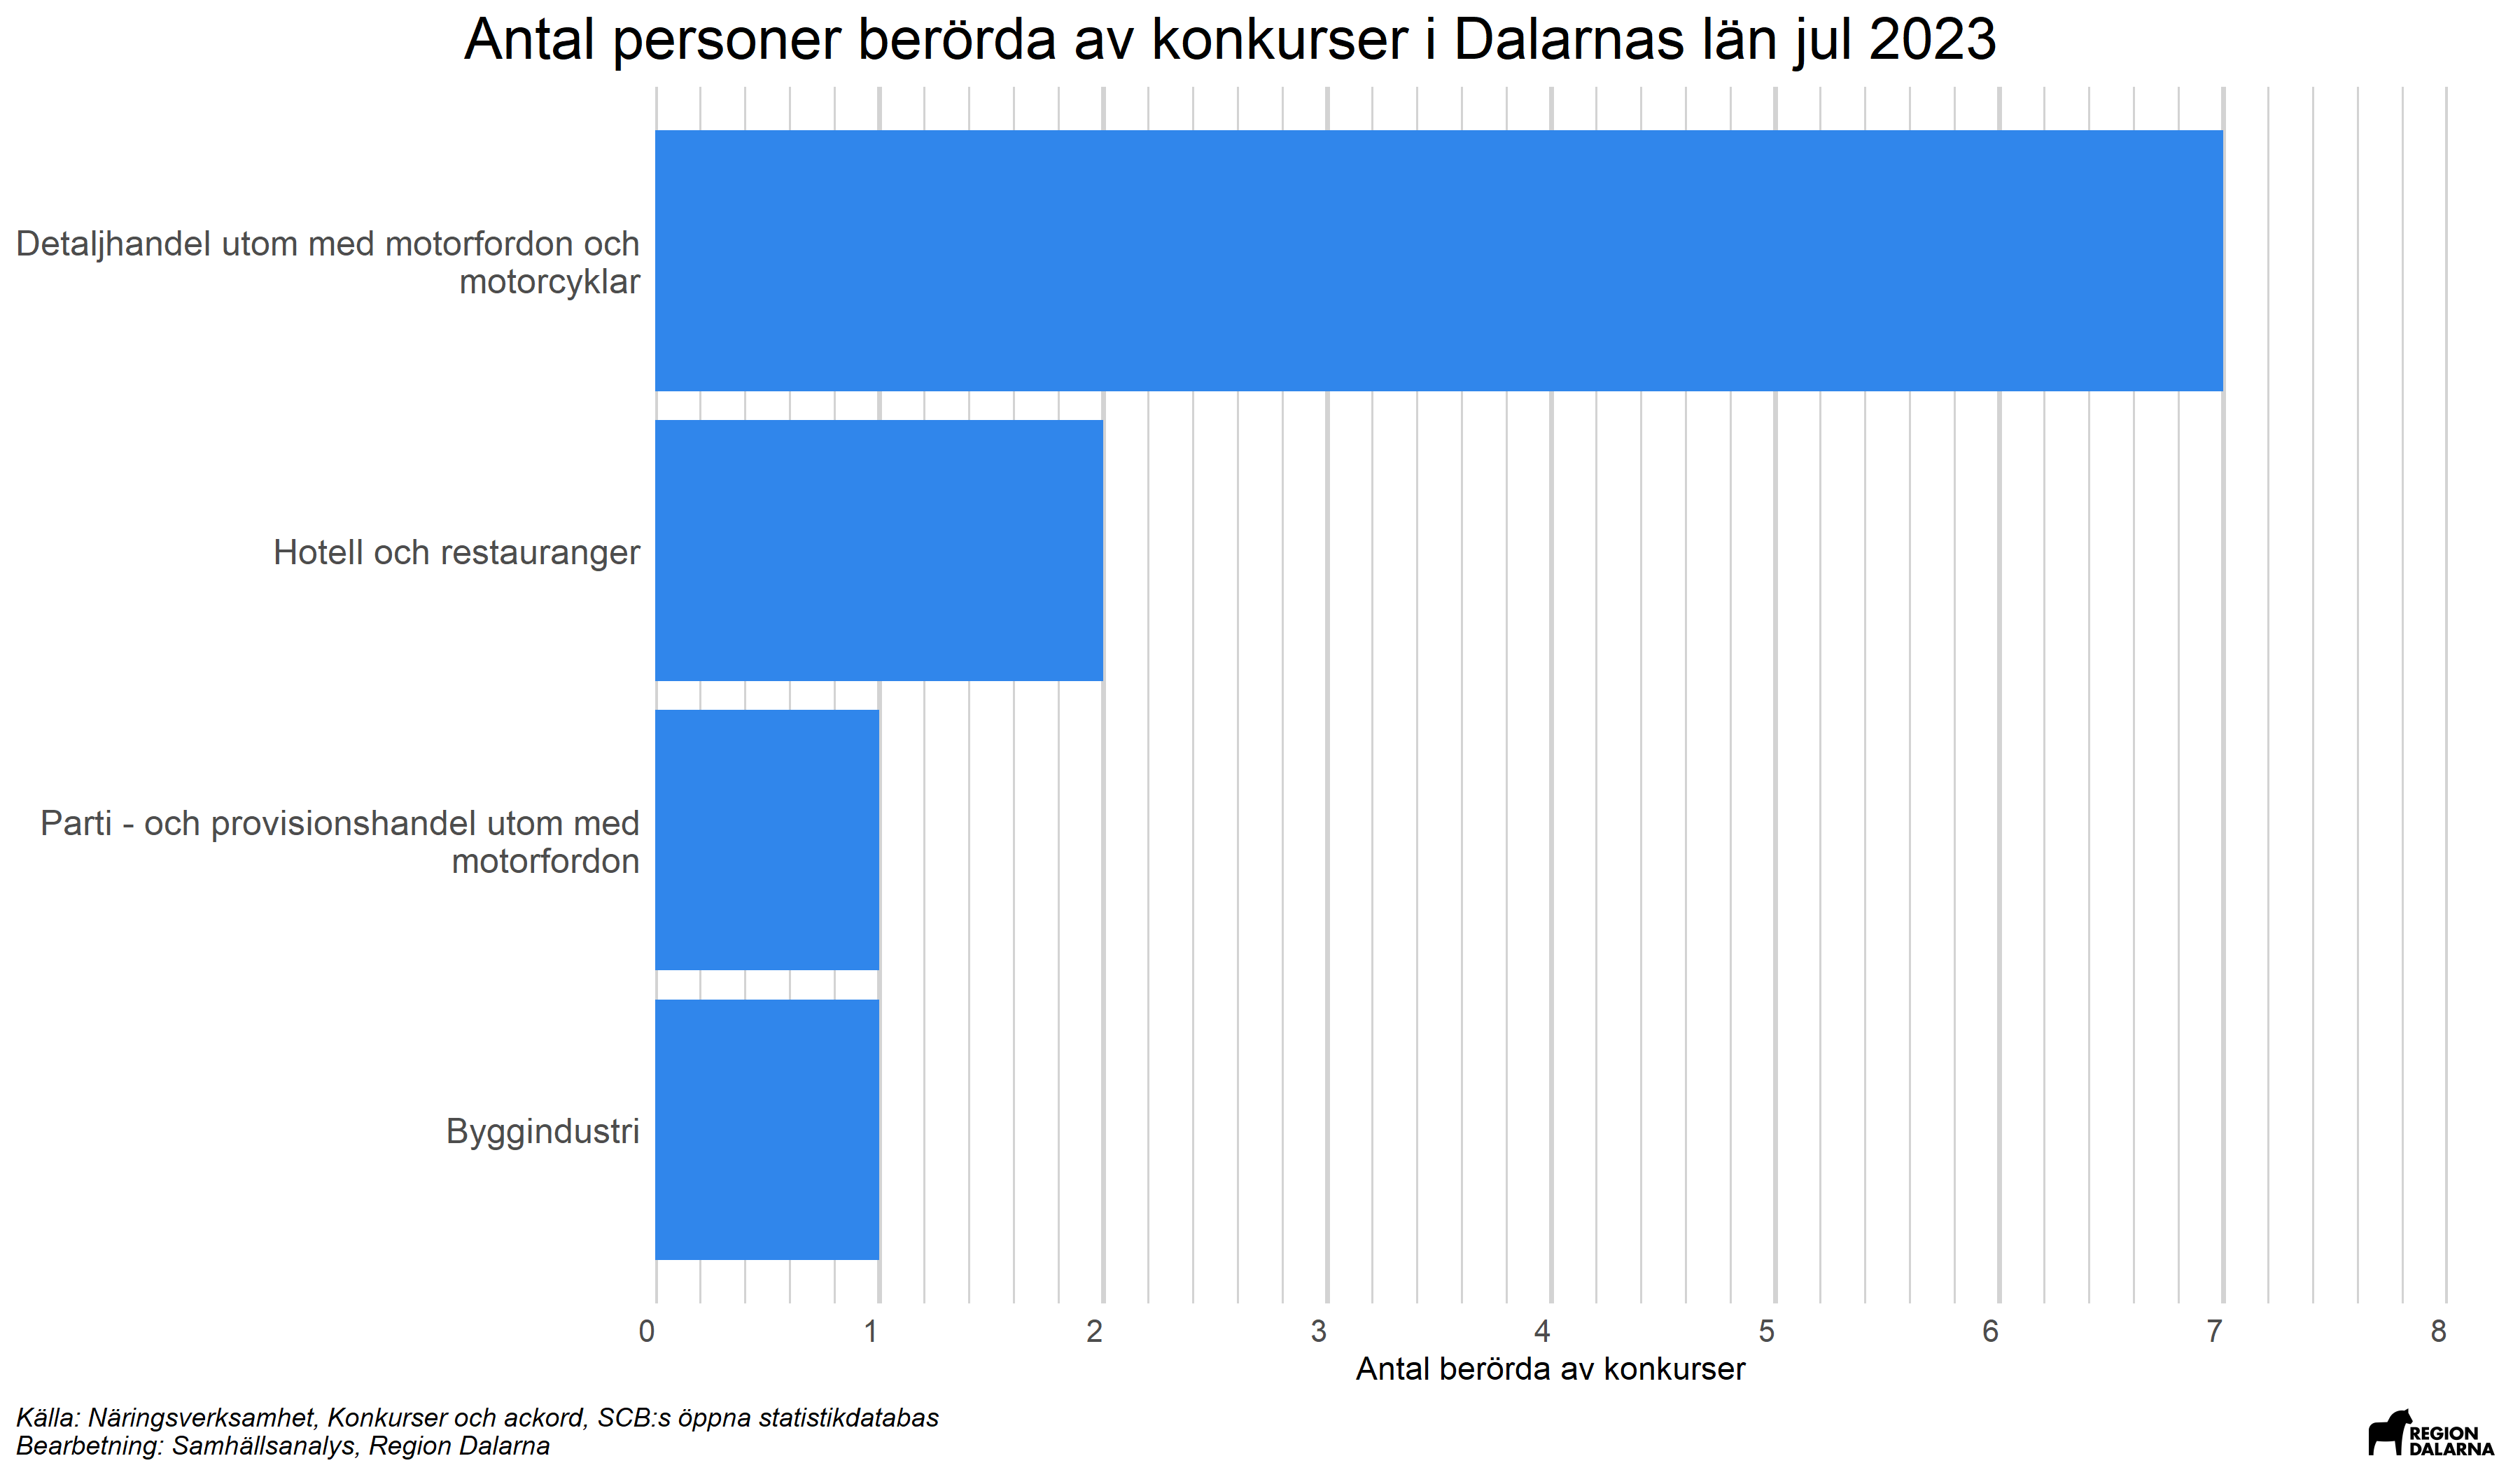 Antal personer berörda av konkurser i Dalarnas län jul 2023
Detaljhandel utom med motorfordon och
motorcyklar
Hotell och restauranger
Parti - och provisionshandel utom med
motorfordon
Byggindustri
0 1 2 3 4 5 6 7 8
Antal berörda av konkurser
Källa: Näringsverksamhet, Konkurser och ackord, SCB:s öppna statistikdatabas
Bearbetning: Samhällsanalys, Region Dalarna
REGION
DALARNA